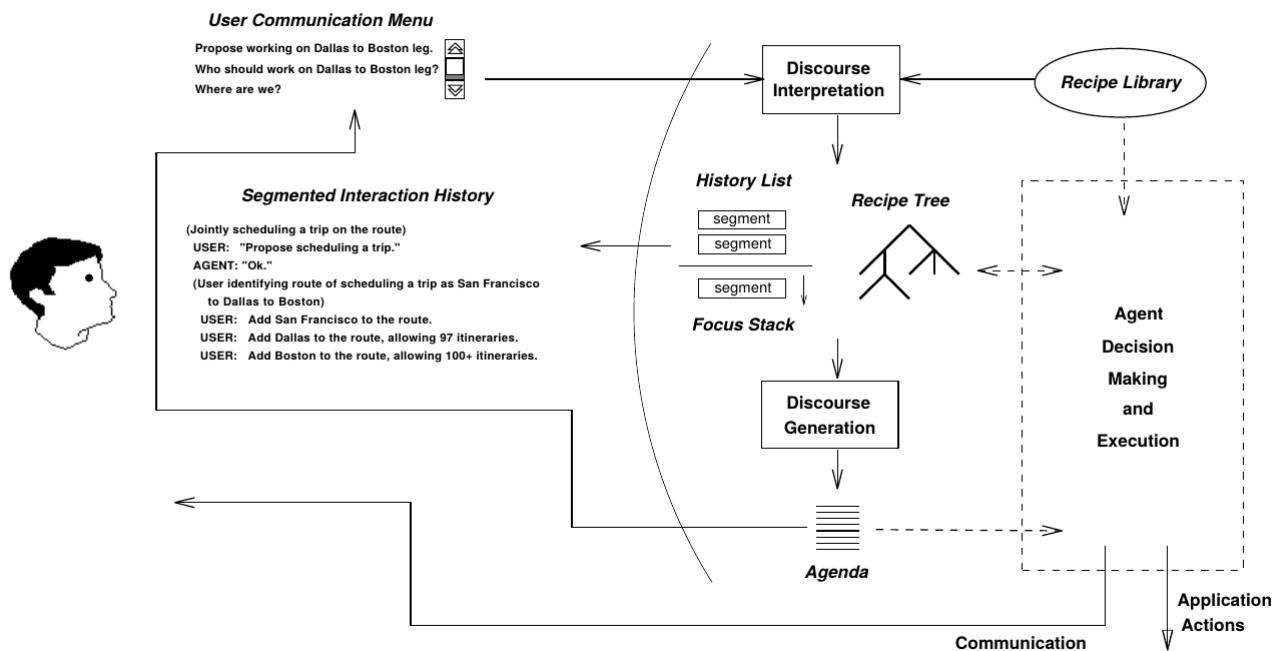 User Communication Menu
Propose working on Dallas to Boston leg.
Who should work on Dallas to Boston leg?
Where are we?
Discourse
Interpretation
Recipe Library
Segmented Interaction History
(Jointly scheduling a trip on the route)
USER: "Propose scheduling a trip."
AGENT: "Ok."
(User identifying route of scheduling a trip as San Francisco
to Dallas to Boston)
USER: Add San Francisco to the route.
USER: Add Dallas to the route, allowing 97 itineraries.
USER: Add Boston to the route, allowing 100+ itineraries.
History List
segment
segment
segment
Focus Stack
Recipe Tree
Agent
Decision
Making
and
Execution
Discourse
Generation
Agenda
Communication
Application
Actions